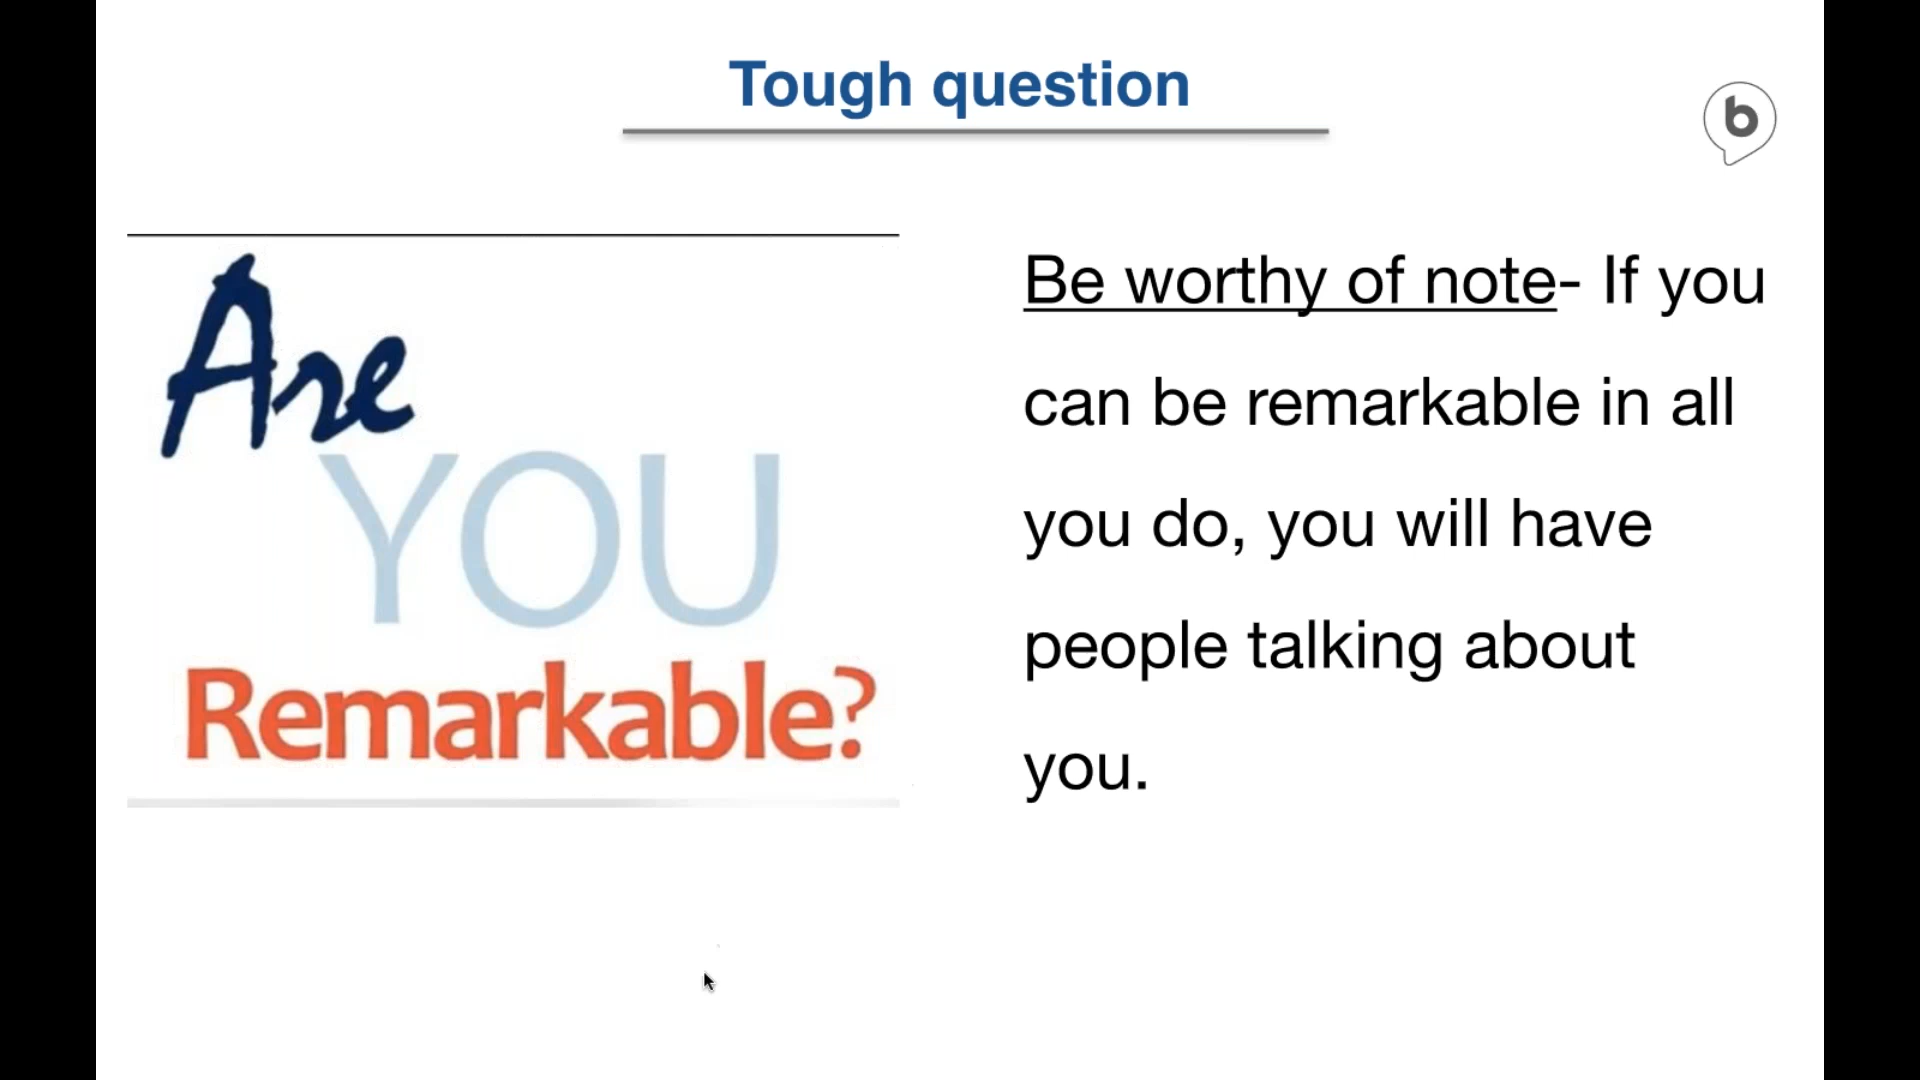 Tough question
b
Are
YOU
Remarkable?
Be worthy of note- If you
can be remarkable in all
you do, you will have
people talking about
you.